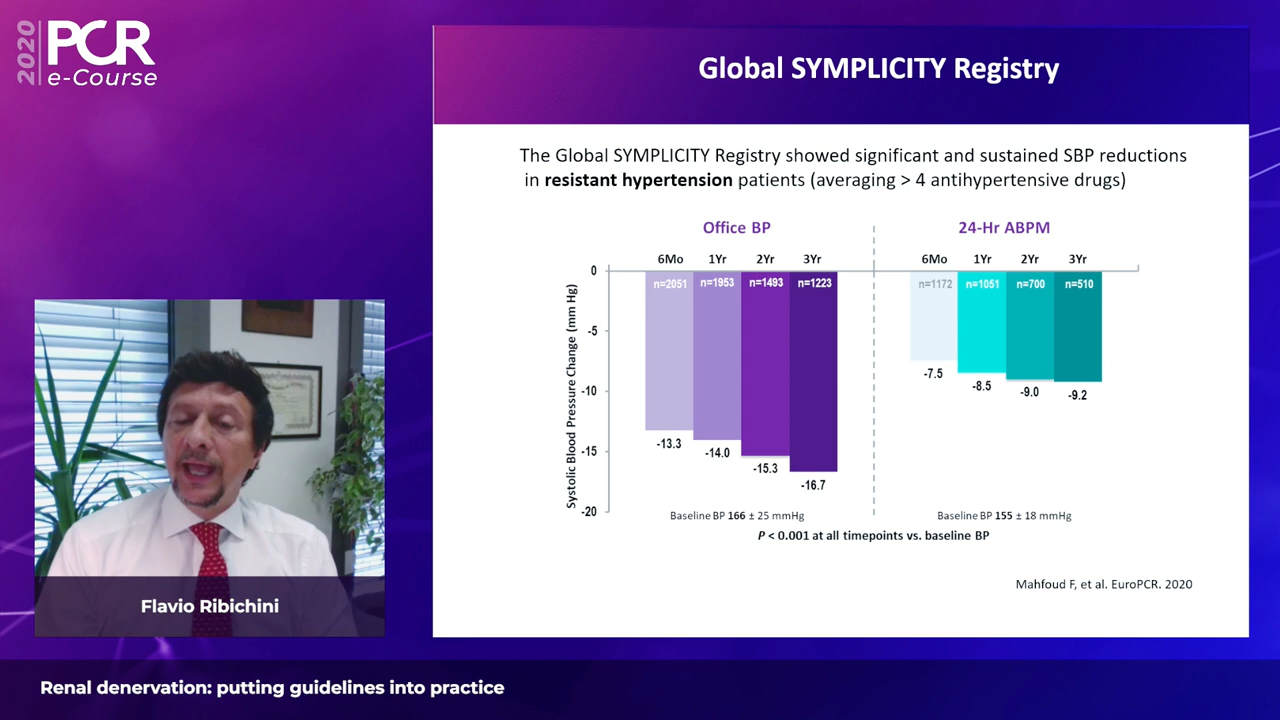 2020
PCR
e-Course
Global SYMPLICITY Registry
The Global SYMPLICITY Registry showed significant and sustained SBP reductions
in resistant hypertension patients (averaging > 4 antihypertensive drugs)
Office BP
24-Hr ABPM
6Mo 1Yr 2Yr 3Yr
6Mo 1Yr 2Yr 3Yr
0
n=2051 n=1953 n=1493 n=1223
n=1172 n=1051 n=700 n=510
Systolic Blood Pressure Change (mm Hg)
-5
-7.5
-8.5
-9.0
-9.2
-10
-13.3
-14.0
-15
-15.3
-16.7
-20
Baseline BP 166 ± 25 mmHg
Baseline BP 155 ± 18 mmHg
P < 0.001 at all timepoints vs. baseline BP
Mahfoud F, et al. EuroPCR. 2020
Flavio Ribichini
Renal denervation: putting guidelines into practice